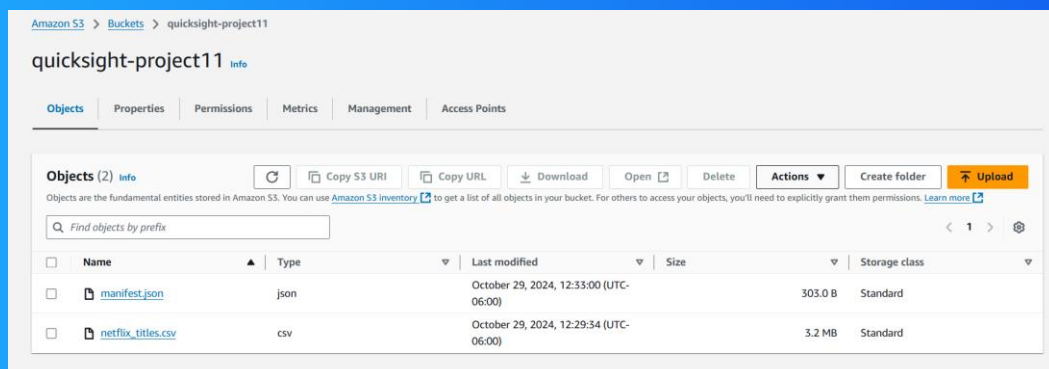 Amazon S3 > Buckets > quicksight-project11
quicksight-project11 Info
Objects Properties Permissions Metrics Management Access Points
Objects (2) Info Copy S3 URI Copy URL Download Open Delete Actions Create folder Upload
Objects are the fundamental entities stored in Amazon S3. You can use Amazon S3 inventory to get a list of all objects in your bucket. For others to access your objects, you'll need to explicitly grant them permissions. Learn more
Find objects by prefix 1
Name Type Last modified Size Storage class
manifest.json json October 29, 2024, 12:33:00 (UTC-06:00) 303.0 B Standard
netflix_titles.csv csv October 29, 2024, 12:29:34 (UTC-06:00) 3.2 MB Standard